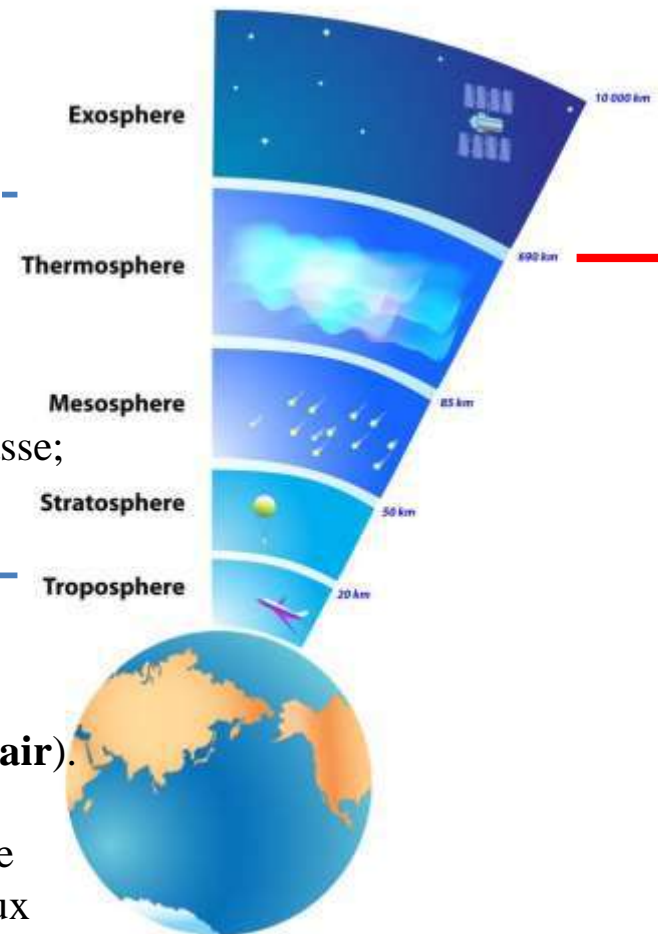 10 000 km
Exosphere
690 km
Thermosphere
85 km
Mesosphere
sse;
50 km
Stratosphere
20 km
Troposphere
air).
e
ux